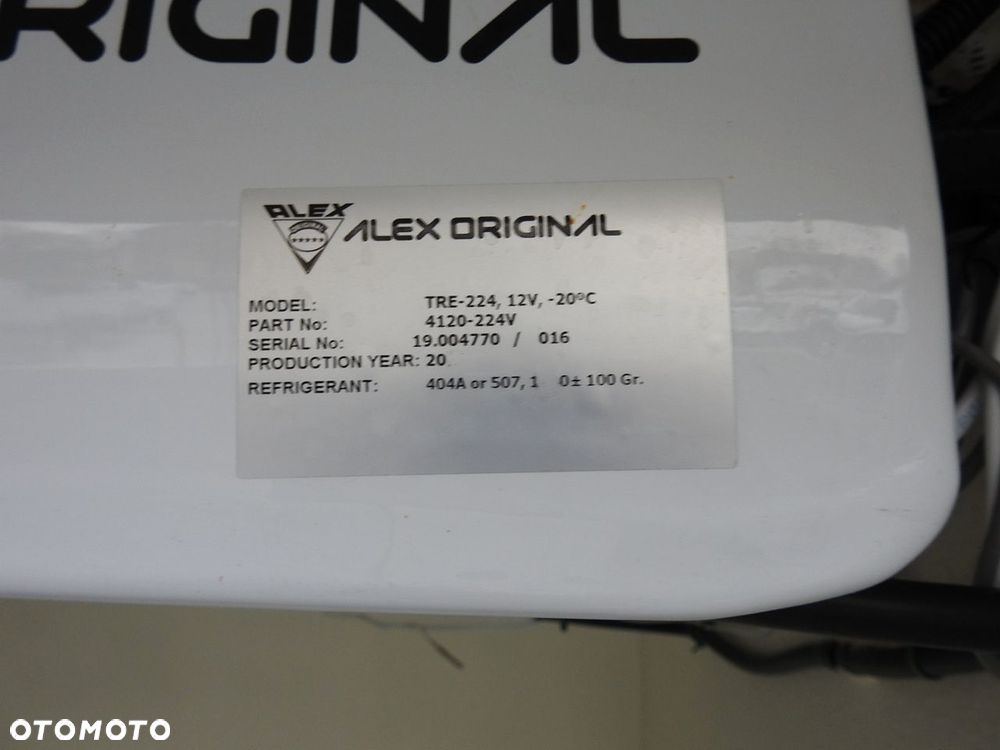 RIGINAL
ALEX
ALEX ORIGINAL
MODEL: TRE-224, 12V, -20ºC
PART No: 4120-224V
SERIAL No: 19.004770 / 016
PRODUCTION YEAR: 20
REFRIGERANT: 404A or 507, 1 0± 100 Gr.
OTOMOTO